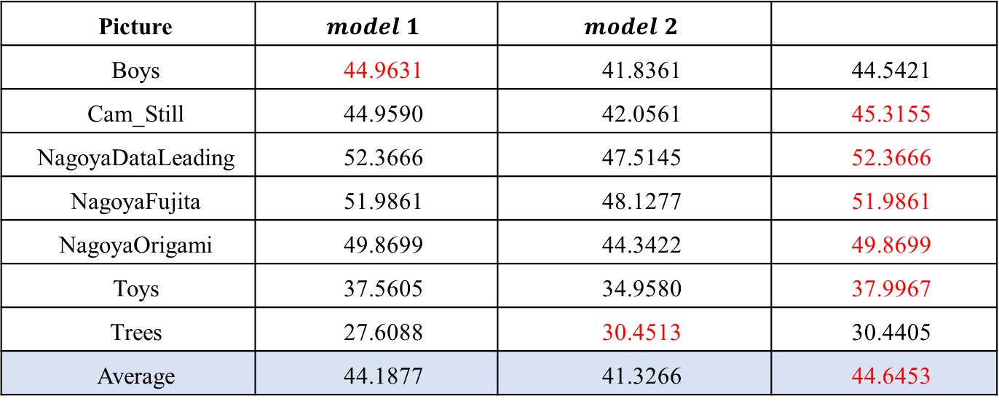 Picture model 1 model 2
Boys 44.9631 41.8361 44.5421
Cam_Still 44.9590 42.0561 45.3155
NagoyaDataLeading 52.3666 47.5145 52.3666
NagoyaFujita 51.9861 48.1277 51.9861
NagoyaOrigami 49.8699 44.3422 49.8699
Toys 37.5605 34.9580 37.9967
Trees 27.6088 30.4513 30.4405
Average 44.1877 41.3266 44.6453